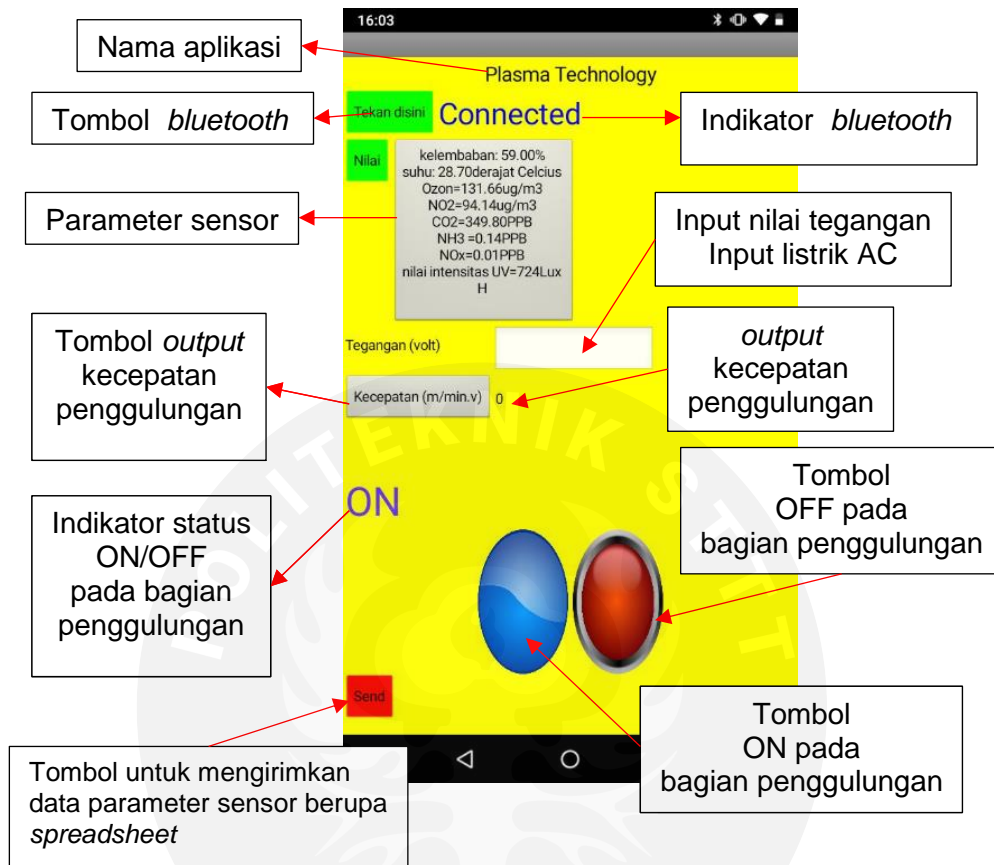 16:03
Nama aplikasi
Plasma Technology
Tombol bluetooth
Tekan disini
Connected
Indikator bluetooth
Nilai
kelembaban: 59.00%
suhu: 28.70derajat Celcius
Ozon=131.66ug/m3
NO2=94.14ug/m3
CO2=349.80PPB
NH3 =0.14PPB
NOx=0.01PPB
nilai intensitas UV=724Lux
H
Parameter sensor
Input nilai tegangan
Input listrik AC
Tegangan (volt)
Tombol output
kecepatan
penggulungan
Kecepatan (m/min.v)
0
output
kecepatan
penggulungan
ON
Indikator status
ON/OFF
pada bagian
penggulungan
Tombol
OFF pada
bagian penggulungan
Send
Tombol
ON pada
bagian penggulungan
Tombol untuk mengirimkan
data parameter sensor berupa
spreadsheet
POLITEKNIK STTT